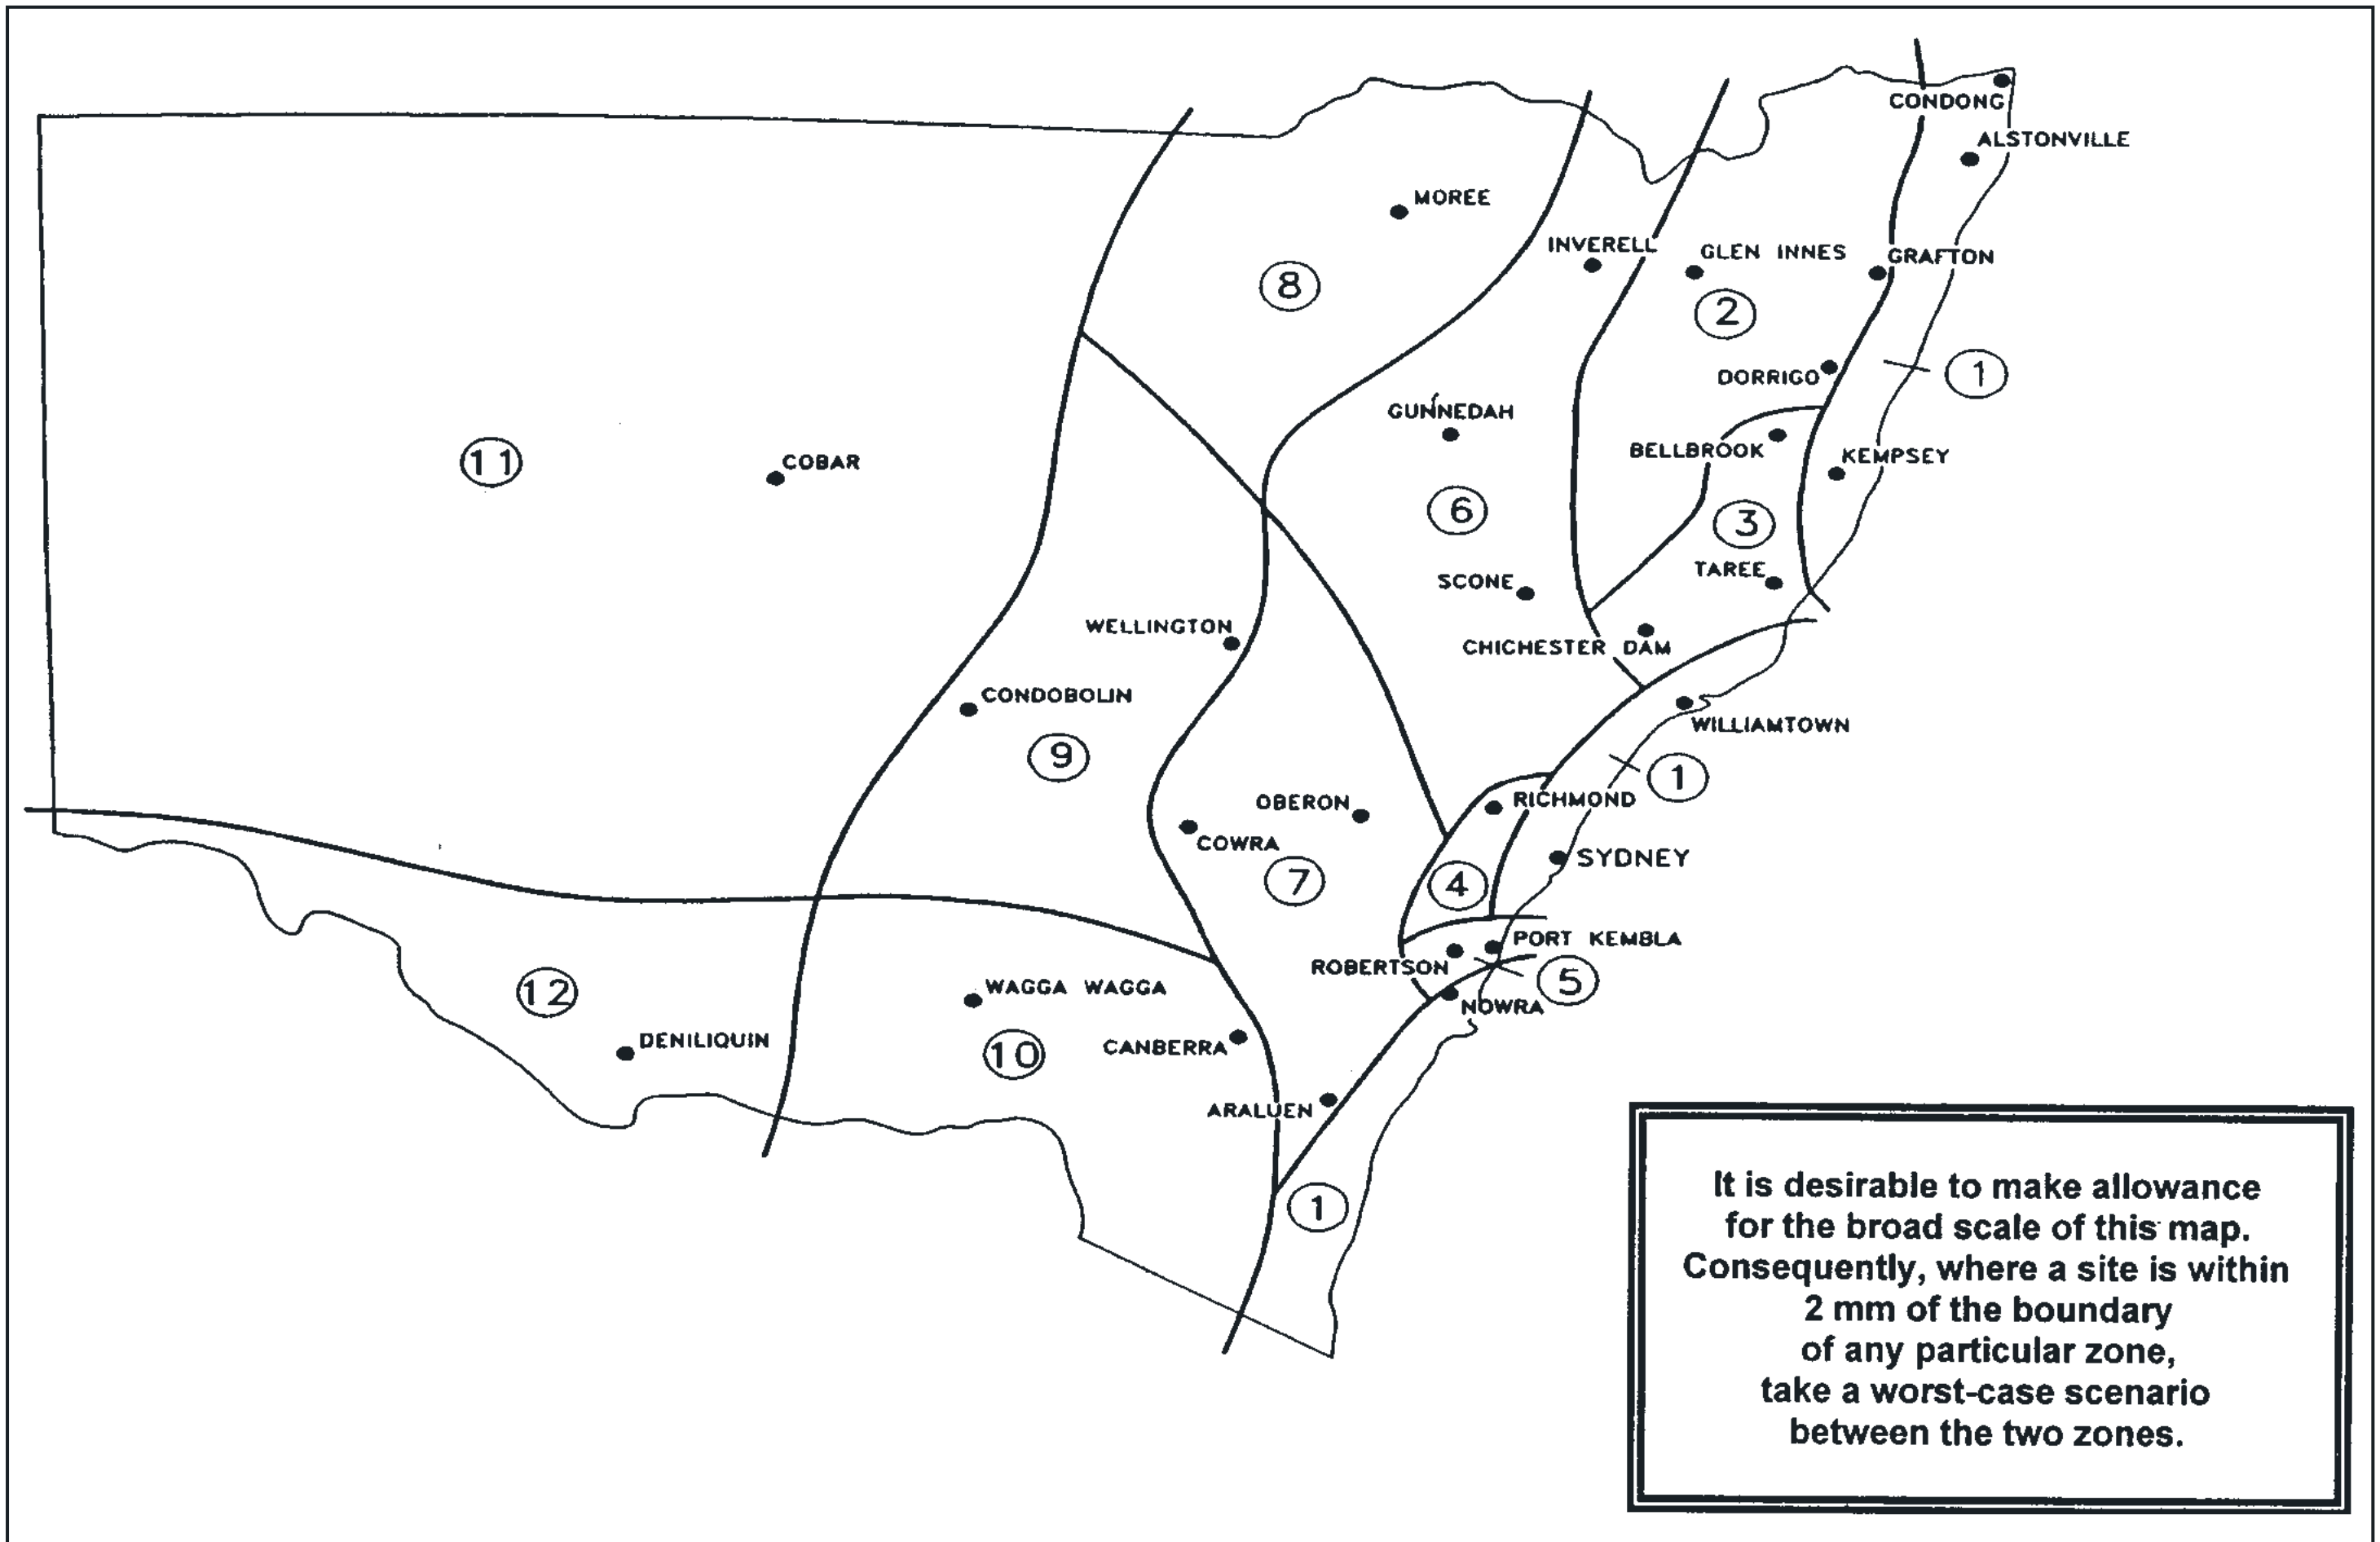 CONDONG
ALSTONVILLE
MOREE
INVERELL
GLEN INNES
GRAFTON
8
2
DORRIGO
1
GUNNEDAH
BELLBROOK
KEMPSEY
11
COBAR
6
3
TAREE
SCONE
WELLINGTON
CHICHESTER DAM
CONDOBOLIN
WILLIAMTOWN
9
1
OBERON
RICHMOND
COWRA
SYDNEY
7
4
PORT KEMBLA
ROBERTSON
5
12
WAGGA WAGGA
NOWRA
DENILIQUIN
10
CANBERRA
ARALUEN
1
It is desirable to make allowance
for the broad scale of this map.
Consequently, where a site is within
2 mm of the boundary
of any particular zone,
take a worst-case scenario
between the two zones.